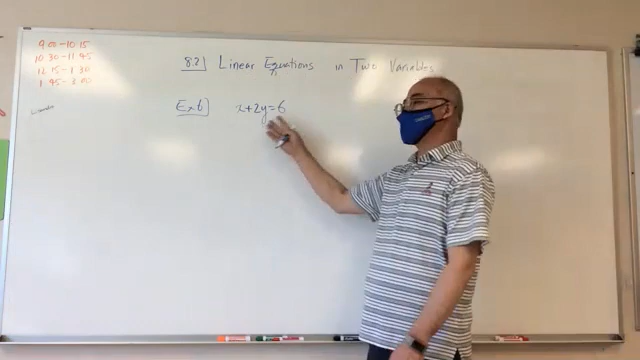 9 00-10 15
10 30-11 45
12 15-1 30
1 45-3 00
8.2 Linear Equations in Two Variables
Ex 6 x+2y=6